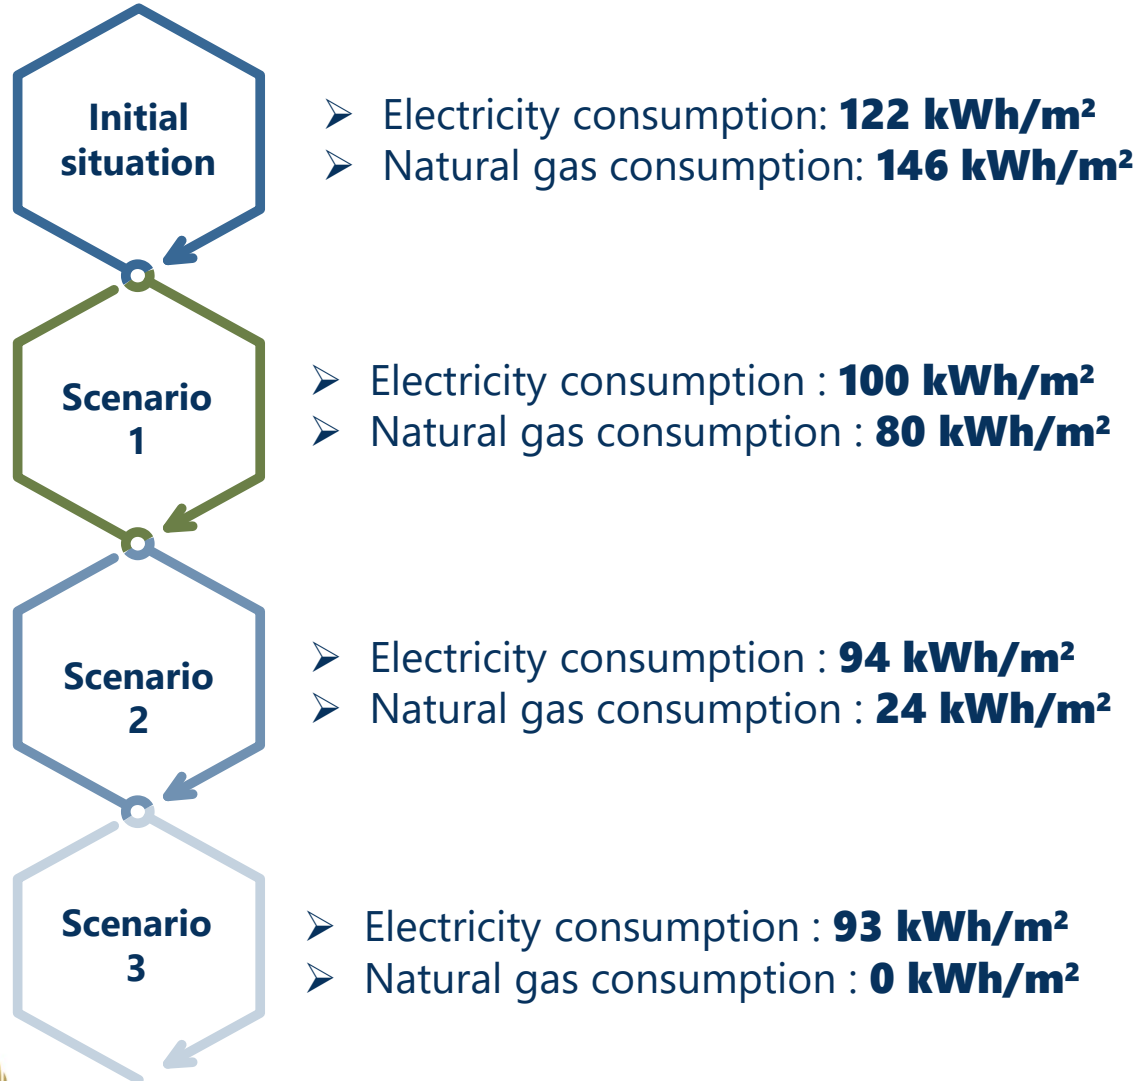 Initial
situation
➢ Electricity consumption: 122 kWh/m²
➢ Natural gas consumption: 146 kWh/m²
Scenario
1
➢ Electricity consumption : 100 kWh/m²
➢ Natural gas consumption : 80 kWh/m²
Scenario
2
➢ Electricity consumption : 94 kWh/m²
➢ Natural gas consumption : 24 kWh/m²
Scenario
3
➢ Electricity consumption : 93 kWh/m²
➢ Natural gas consumption : 0 kWh/m²